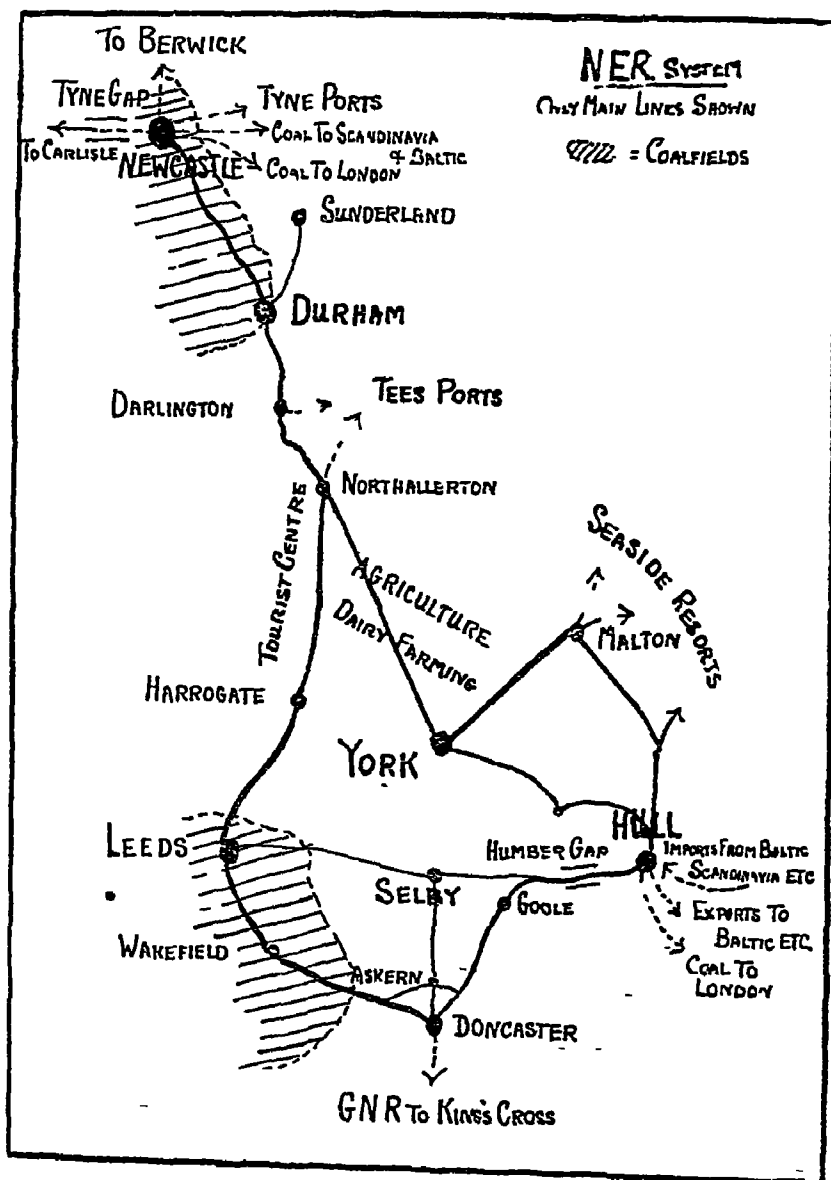 To BERWICK
NER SYSTEM
ONLY MAIN LINES SHOWN
= COALFIELDS
TYNE GAP
TYNE PORTS
COAL TO SCANDINAVIA
& BALTIC
TO CARLISLE
NEWCASTLE
COAL TO LONDON
SUNDERLAND
DURHAM
DARLINGTON
TEES PORTS
NORTHALLERTON
TOURIST CENTRE
AGRICULTURE
DAIRY FARMING
SEASIDE RESORTS
MALTON
HARROGATE
YORK
LEEDS
HULL
HUMBER GAP
IMPORTS FROM BALTIC
SCANDINAVIA ETC
SELBY
GOOLE
EXPORTS TO
BALTIC ETC
COAL TO
LONDON
WAKEFIELD
ASKERN
DONCASTER
GNR TO KING'S CROSS